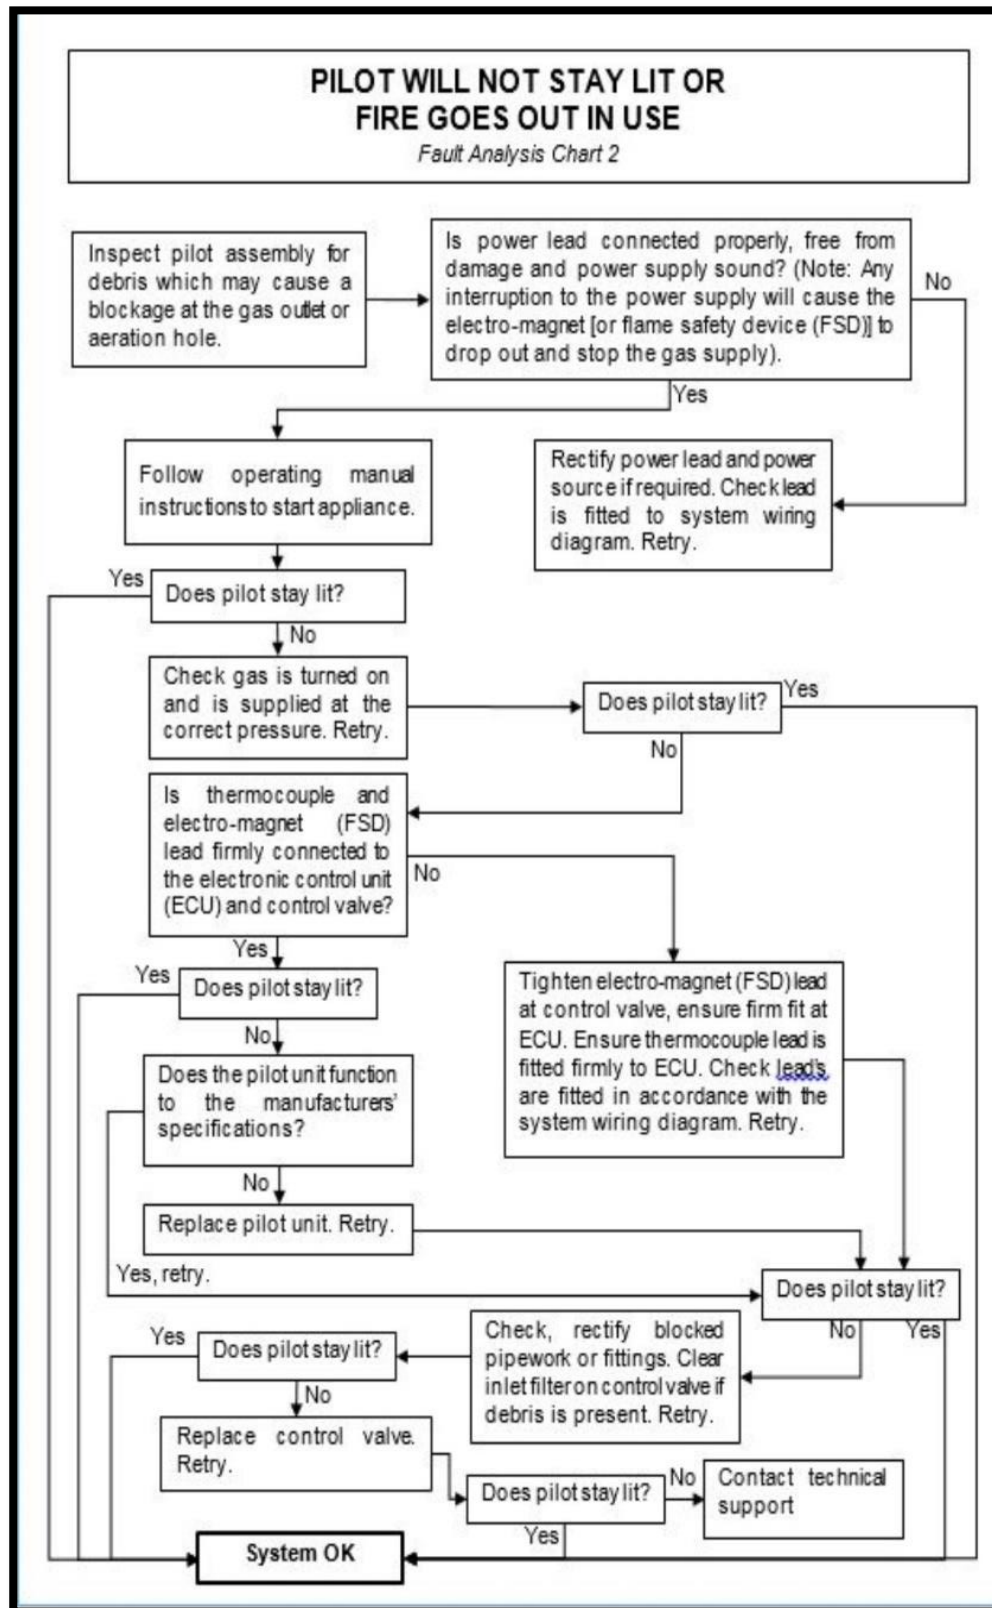 PILOT WILL NOT STAY LIT OR
FIRE GOES OUT IN USE
Fault Analysis Chart 2
Inspect pilot assembly for
debris which may cause a
blockage at the gas outlet or
aeration hole.
Is power lead connected properly, free from
damage and power supply sound? (Note: Any
interruption to the power supply will cause the
electro-magnet [or flame safety device (FSD)] to
drop out and stop the gas supply).
No
Yes
Follow operating manual
instructions to start appliance.
Rectify power lead and power
source if required. Check lead
is fitted to system wiring
diagram. Retry.
Yes
Does pilot stay lit?
No
Check gas is turned on
and is supplied at the
correct pressure. Retry.
Does pilot stay lit?
Yes
No
Is thermocouple and
electro-magnet (FSD)
lead firmly connected to
the electronic control unit
(ECU) and control valve?
No
Yes
Yes
Does pilot stay lit?
No
Tighten electro-magnet (FSD) lead
at control valve, ensure firm fit at
ECU. Ensure thermocouple lead is
fitted firmly to ECU. Check lead's
are fitted in accordance with the
system wiring diagram. Retry.
Does the pilot unit function
to the manufacturers'
specifications?
No
Replace pilot unit. Retry.
Yes, retry.
Does pilot stay lit?
No
Yes
Check, rectify blocked
pipework or fittings. Clear
inlet filter on control valve if
debris is present. Retry.
Yes
Does pilot stay lit?
No
Replace control valve.
Retry.
Does pilot stay lit?
No
Contact technical
support
Yes
System OK